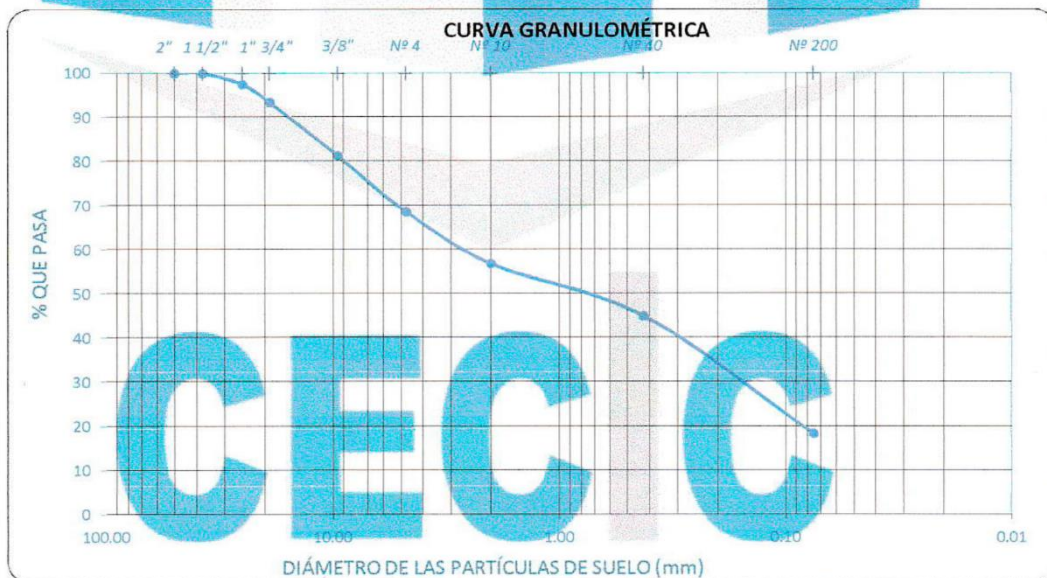 CURVA GRANULOMÉTRICA
2" 1 1/2" 1" 3/4" 3/8" Nº 4 Nº 10 Nº 40 Nº 200
100
90
80
70
60
50
40
30
20
10
0
% QUE PASA
CECIC
100.00 10.00 1.00 0.10 0.01
DIÁMETRO DE LAS PARTÍCULAS DE SUELO (mm)